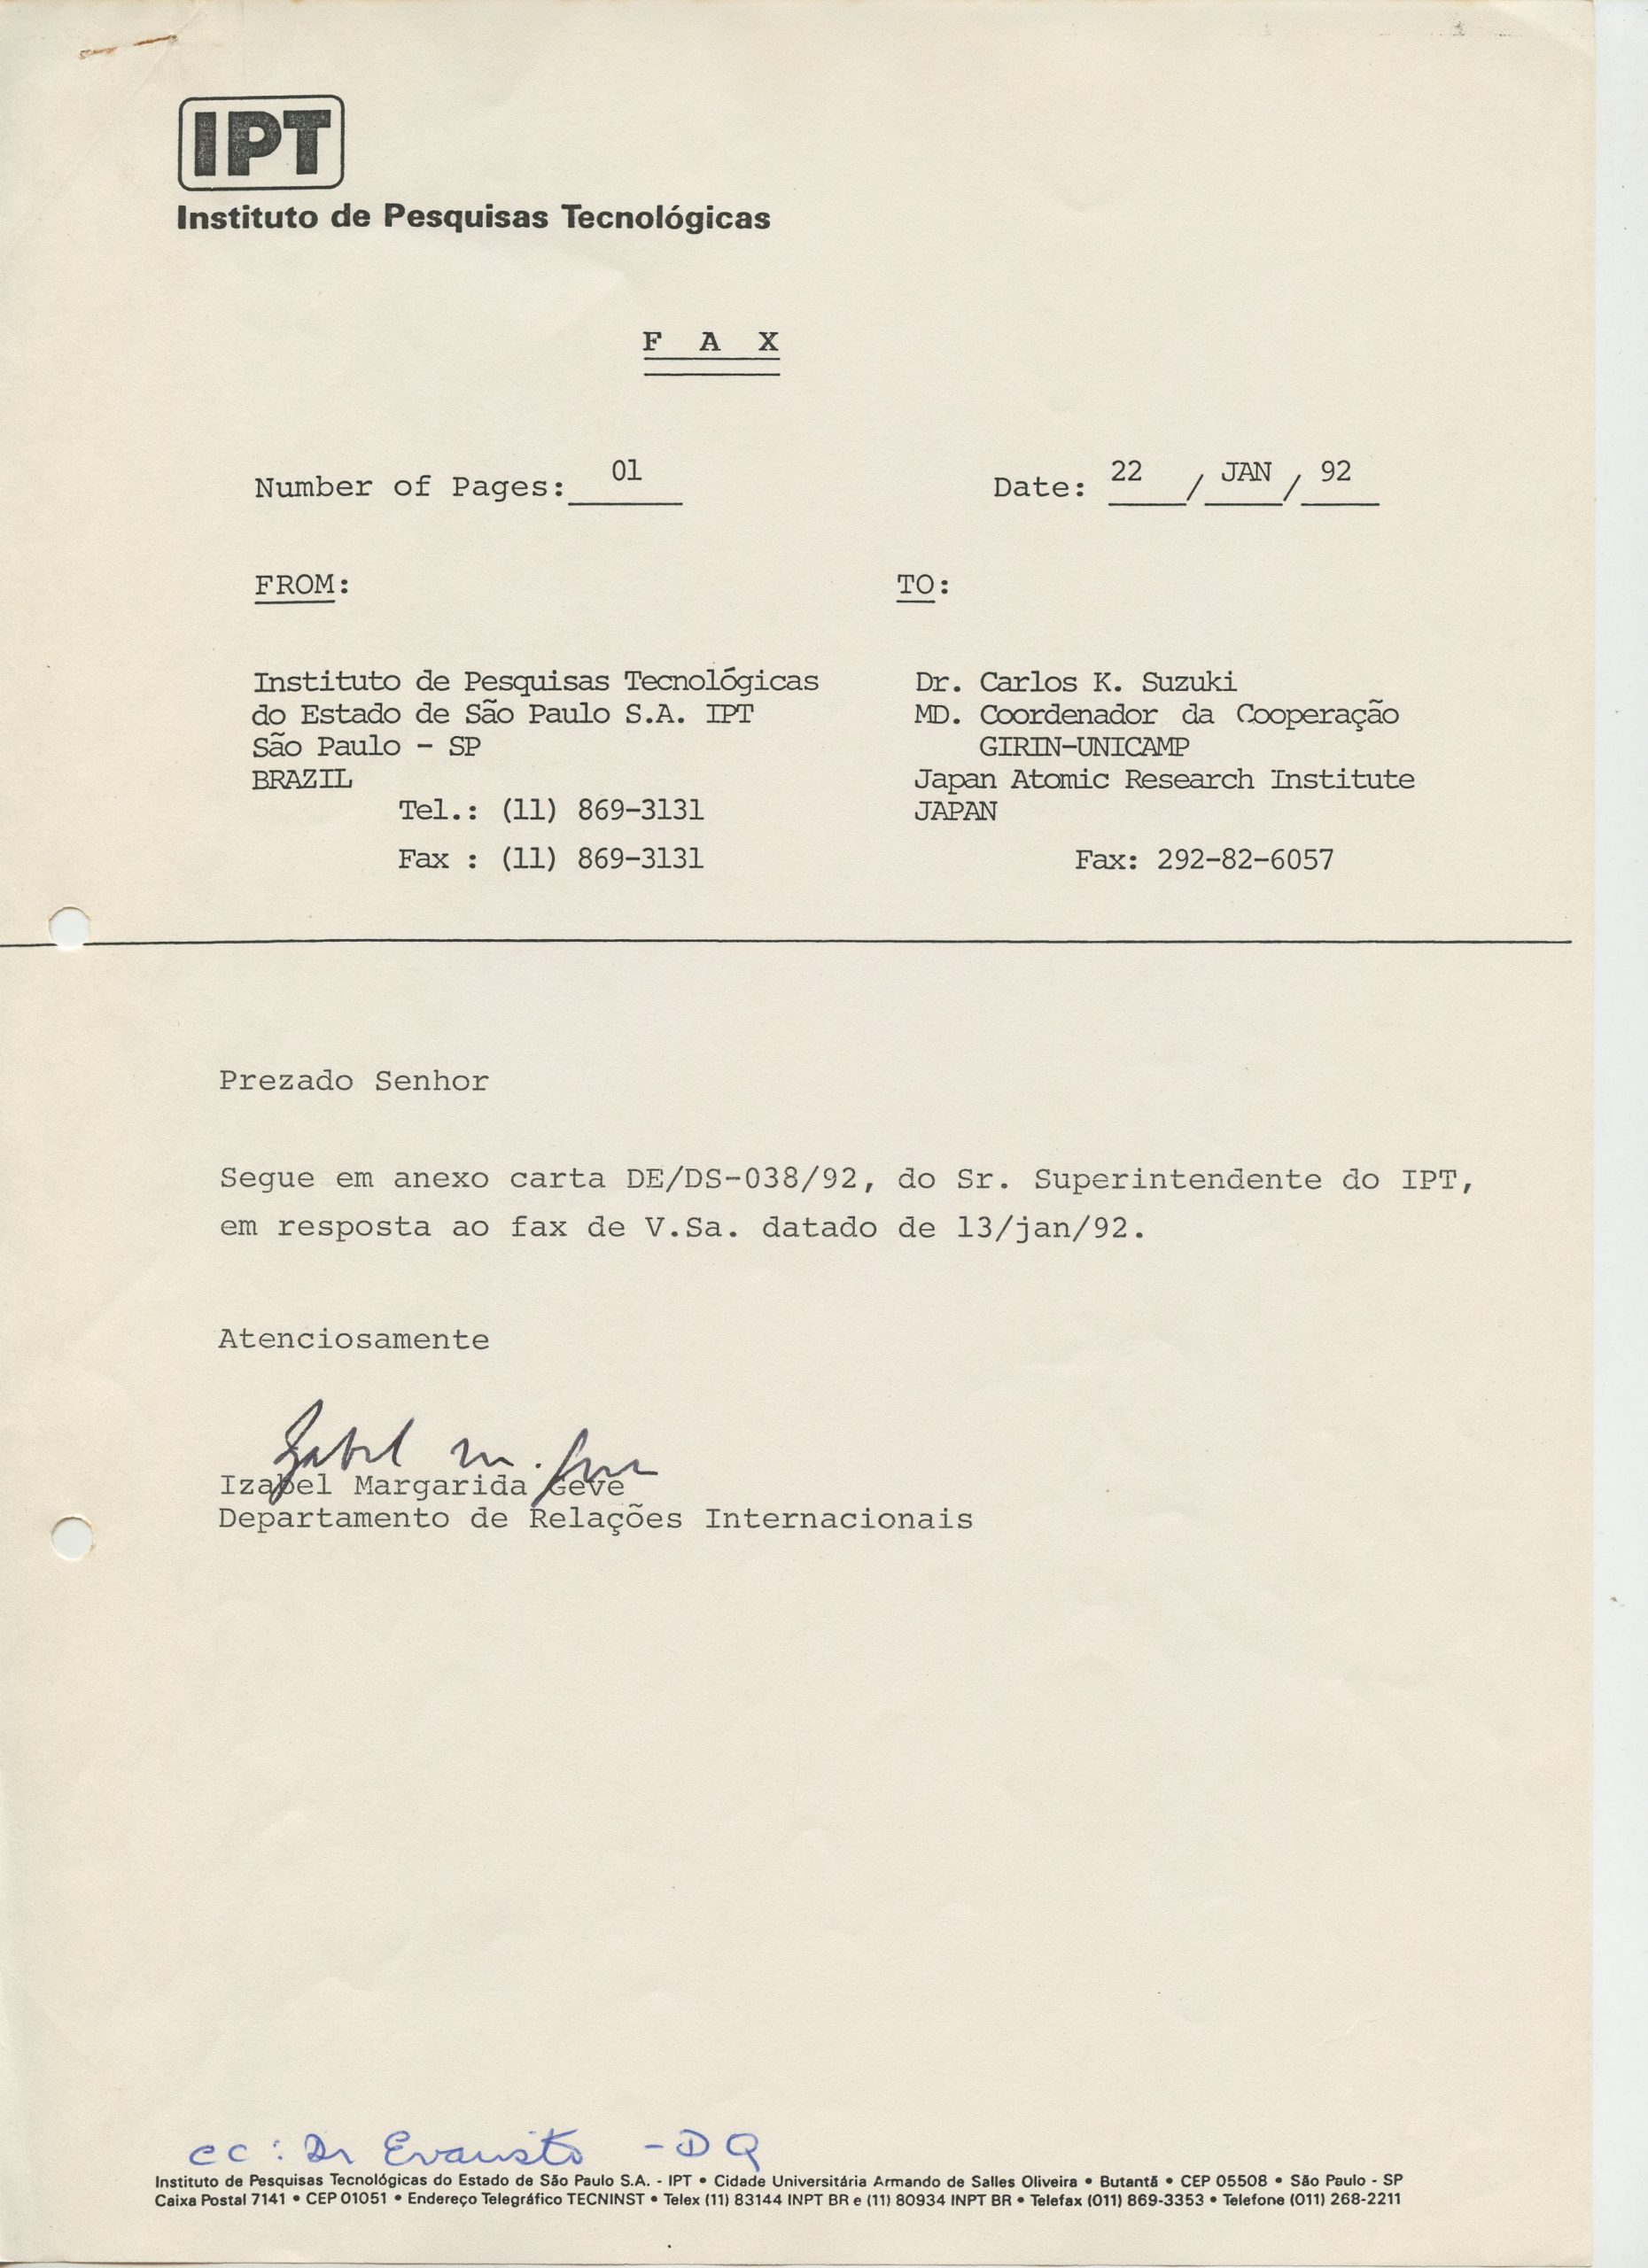 IPT
Instituto de Pesquisas Tecnológicas
F A X
Number of Pages: 01 Date: 22 / JAN / 92
FROM: TO:
Instituto de Pesquisas Tecnológicas
do Estado de São Paulo S.A. IPT
São Paulo - SP
BRAZIL
Tel.: (11) 869-3131
Fax : (11) 869-3131
Dr. Carlos K. Suzuki
MD. Coordenador da Cooperação
GIRIN-UNICAMP
Japan Atomic Research Institute
JAPAN
Fax: 292-82-6057
Prezado Senhor
Segue em anexo carta DE/DS-038/92, do Sr. Superintendente do IPT,
em resposta ao fax de V.Sa. datado de 13/jan/92.
Atenciosamente
Izabel M. Geve
Izabel Margarida Geve
Departamento de Relações Internacionais
cc: Dr Evaristo - DQ
Instituto de Pesquisas Tecnológicas do Estado de São Paulo S.A. - IPT • Cidade Universitária Armando de Salles Oliveira • Butantã • CEP 05508 • São Paulo - SP
Caixa Postal 7141 • CEP 01051 • Endereço Telegráfico TECNINST • Telex (11) 83144 INPT BR e (11) 80934 INPT BR • Telefax (011) 869-3353 • Telefone (011) 268-2211